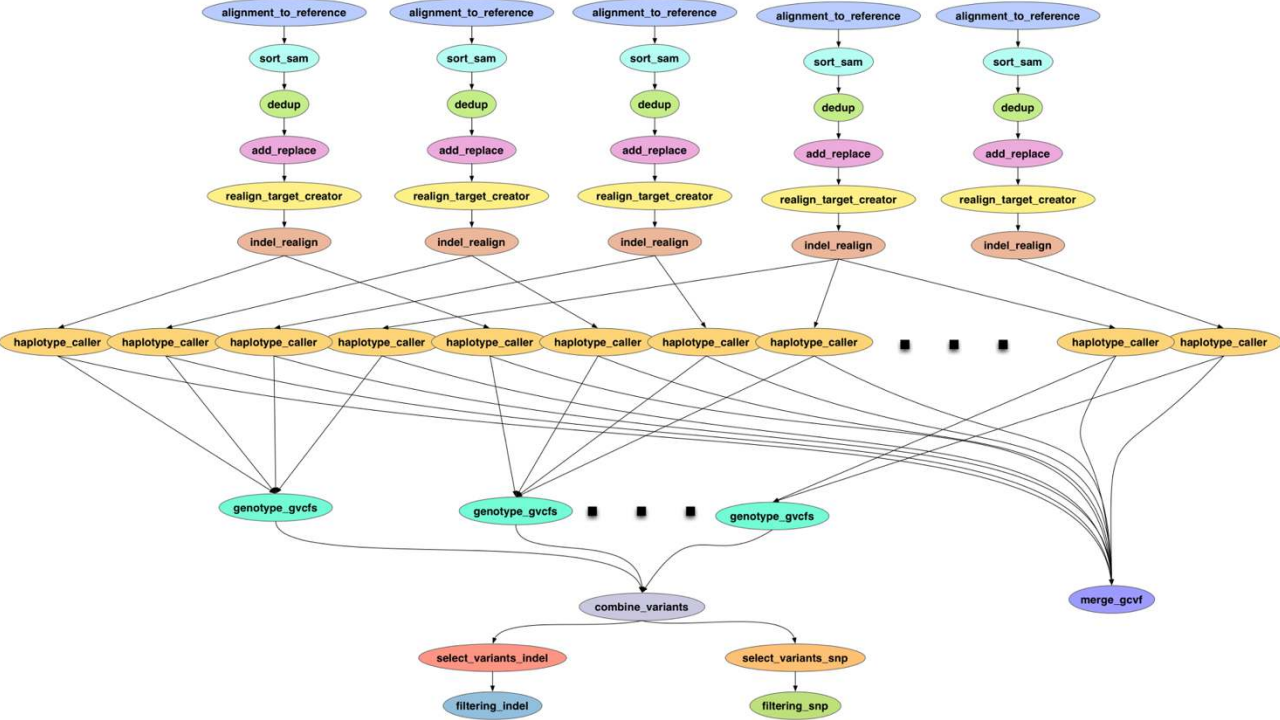 alignment_to_reference alignment_to_reference alignment_to_reference alignment_to_reference alignment_to_reference
sort_sam sort_sam sort_sam sort_sam sort_sam
dedup dedup dedup dedup dedup
add_replace add_replace add_replace add_replace add_replace
realign_target_creator realign_target_creator realign_target_creator realign_target_creator realign_target_creator
indel_realign indel_realign indel_realign indel_realign indel_realign
haplotype_caller haplotype_caller haplotype_caller haplotype_caller haplotype_caller haplotype_caller haplotype_caller haplotype_caller haplotype_caller haplotype_caller
genotype_gvcfs genotype_gvcfs genotype_gvcfs
combine_variants merge_gcvf
select_variants_indel select_variants_snp
filtering_indel filtering_snp